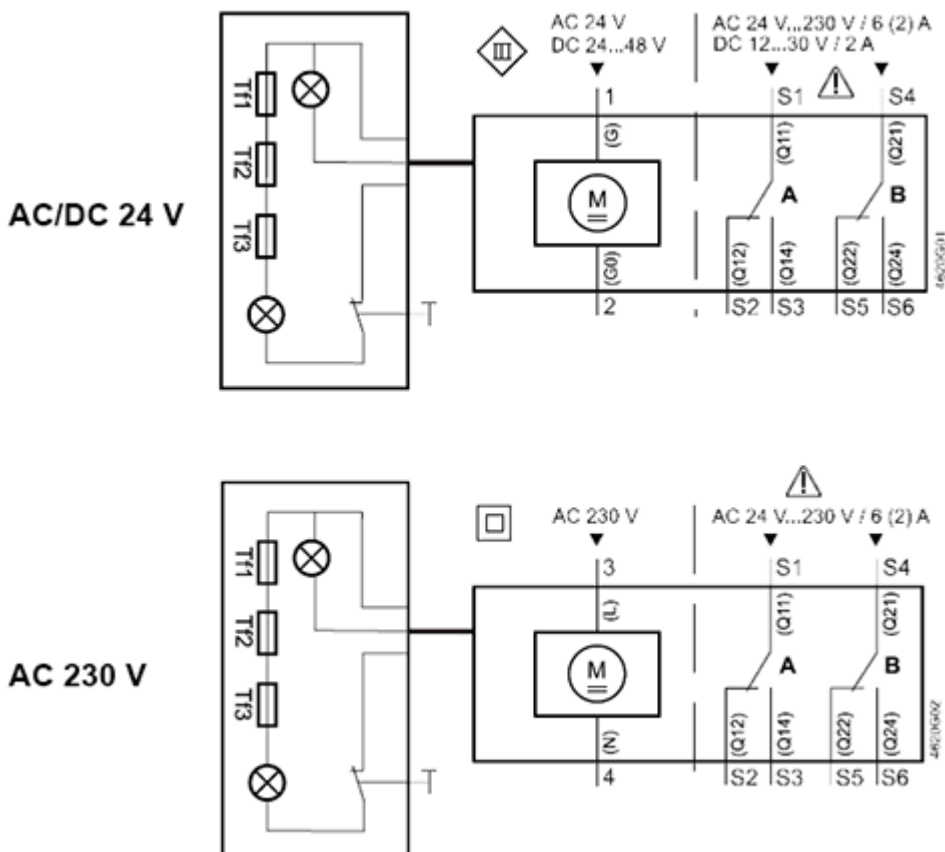 AC/DC 24 V
Tf1
Tf2
Tf3
T
III
AC 24 V
DC 24...48 V
AC 24 V...230 V / 6 (2) A
DC 12...30 V / 2 A
1
S1
S4
(G)
(Q11)
(Q21)
M
A
B
(G0)
(Q12)
(Q14)
(Q22)
(Q24)
2
S2
S3
S5
S6
4620G01
AC 230 V
Tf1
Tf2
Tf3
T
AC 230 V
AC 24 V...230 V / 6 (2) A
3
S1
S4
(L)
(Q11)
(Q21)
M
A
B
(N)
(Q12)
(Q14)
(Q22)
(Q24)
4
S2
S3
S5
S6
4620G02